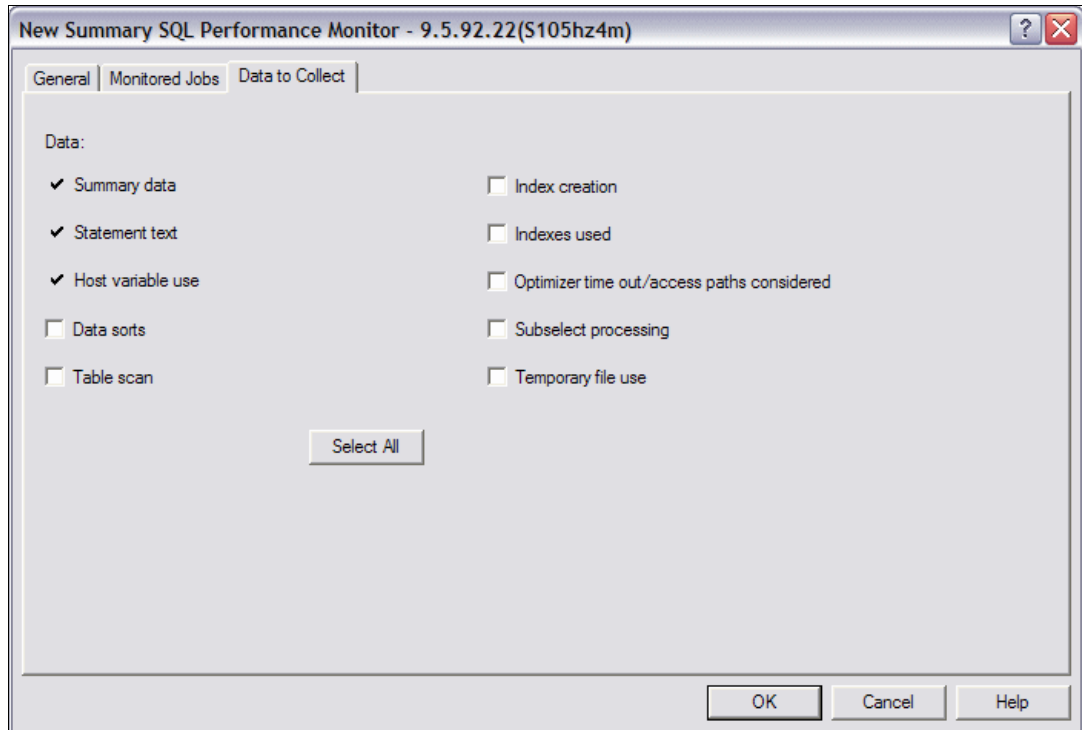 New Summary SQL Performance Monitor - 9.5.92.22(S105hz4m)
General
Monitored Jobs
Data to Collect
Data:
Summary data
Statement text
Host variable use
Data sorts
Table scan
Index creation
Indexes used
Optimizer time out/access paths considered
Subselect processing
Temporary file use
Select All
OK
Cancel
Help